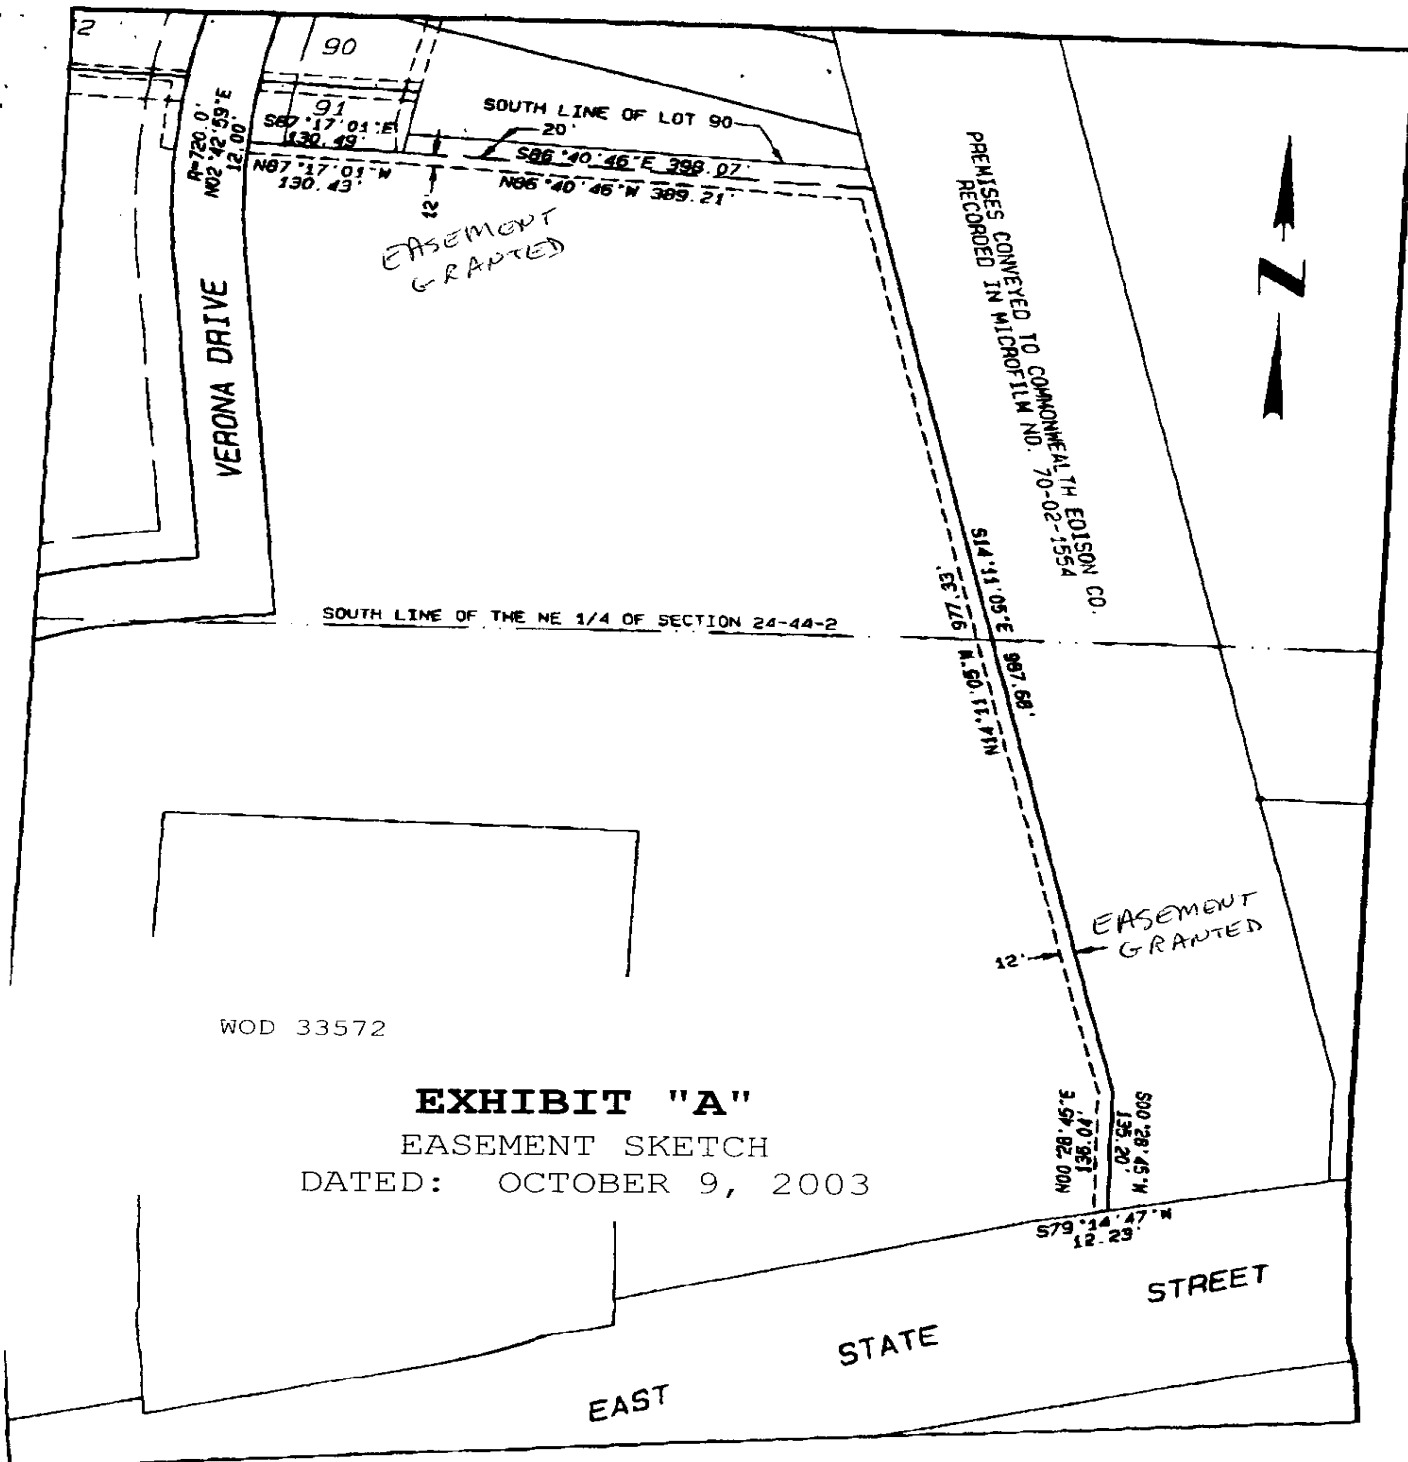 2
90
91
R=720.0'
N02°42'59"E
12.00'
S87°17'01"E
130.49'
N87°17'01"W
130.43'
SOUTH LINE OF LOT 90
20'
S86°40'46"E 398.07'
N86°40'46"W 389.21'
12'
EASEMENT
GRANTED
VERONA DRIVE
PREMISES CONVEYED TO COMMONWEALTH EDISON CO.
RECORDED IN MICROFILM NO. 70-02-1554
N
S14°11'05"E 987.68'
N14°11'05"W 977.33'
SOUTH LINE OF THE NE 1/4 OF SECTION 24-44-2
EASEMENT
GRANTED
12'
WOD 33572
EXHIBIT "A"
EASEMENT SKETCH
DATED: OCTOBER 9, 2003
S00°28'45"W
135.20'
N00°28'45"E
S79°14'47"W
12.23'
EAST STATE STREET